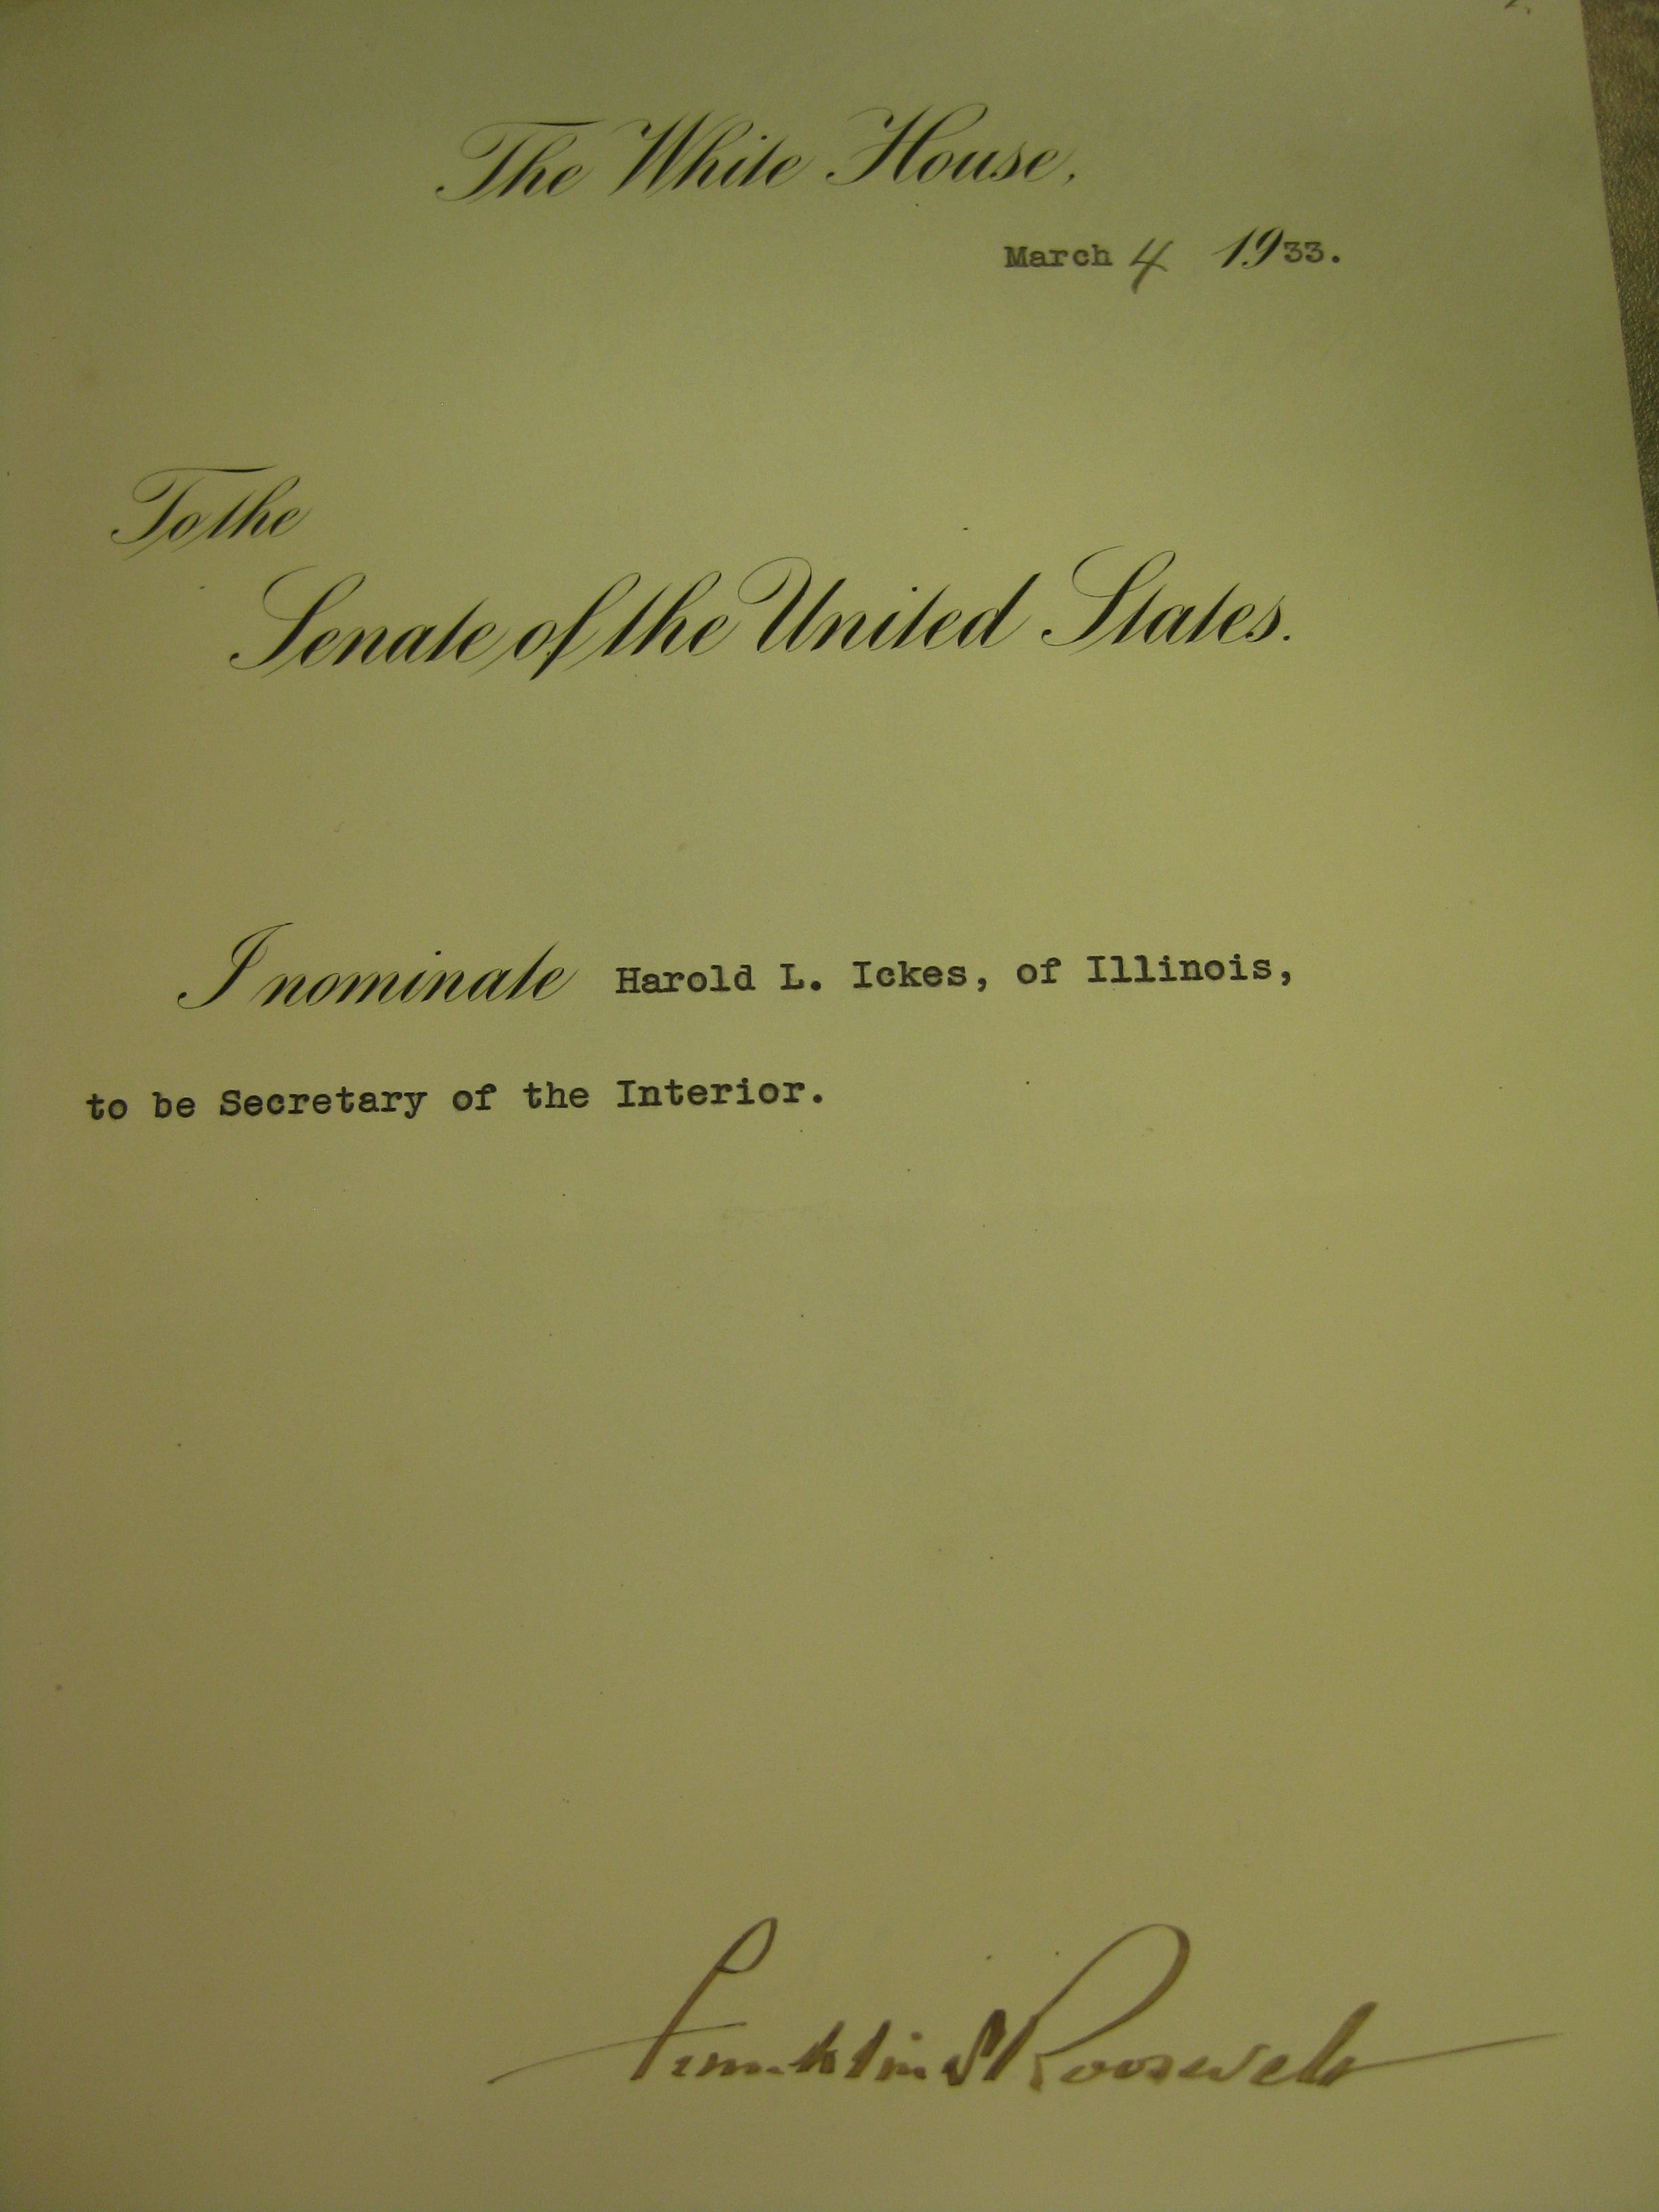 The White House,
March 4 1933.
To the
Senate of the United States.
I nominate Harold L. Ickes, of Illinois,
to be Secretary of the Interior.
Franklin D Roosevelt